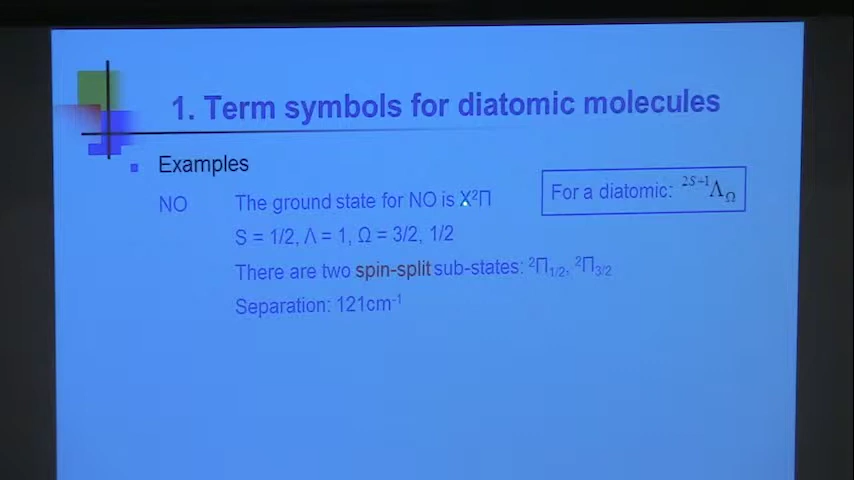 1. Term symbols for diatomic molecules
Examples
NO The ground state for NO is X²Π
For a diatomic: ²ˢ⁺¹Λ_Ω
S = 1/2, Λ = 1, Ω = 3/2, 1/2
There are two spin-split sub-states: ²Π₁/₂, ²Π₃/₂
Separation: 121cm⁻¹